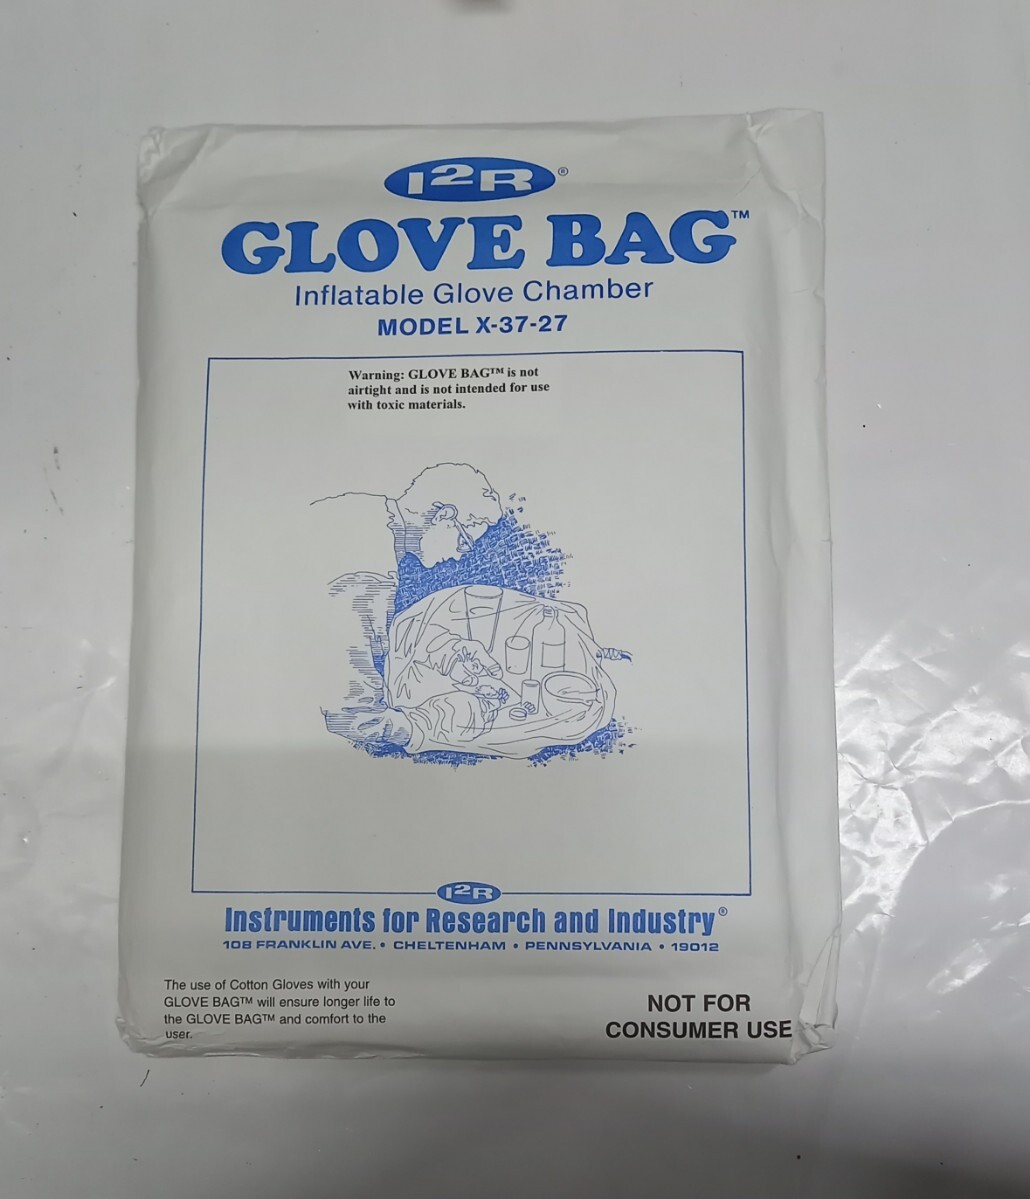 I2R®
GLOVE BAG™
Inflatable Glove Chamber
MODEL X-37-27
Warning: GLOVE BAG™ is not
airtight and is not intended for use
with toxic materials.
I2R
Instruments for Research and Industry®
108 FRANKLIN AVE. • CHELTENHAM • PENNSYLVANIA • 19012
The use of Cotton Gloves with your
GLOVE BAG™ will ensure longer life to
the GLOVE BAG™ and comfort to the
user.
NOT FOR
CONSUMER USE